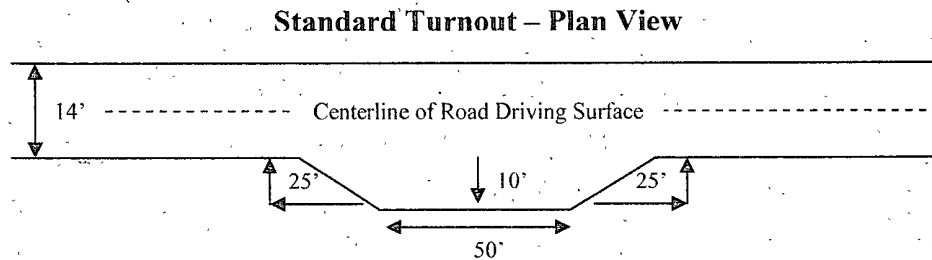 Standard Turnout – Plan View
14'
Centerline of Road Driving Surface
25'
10'
25'
50'